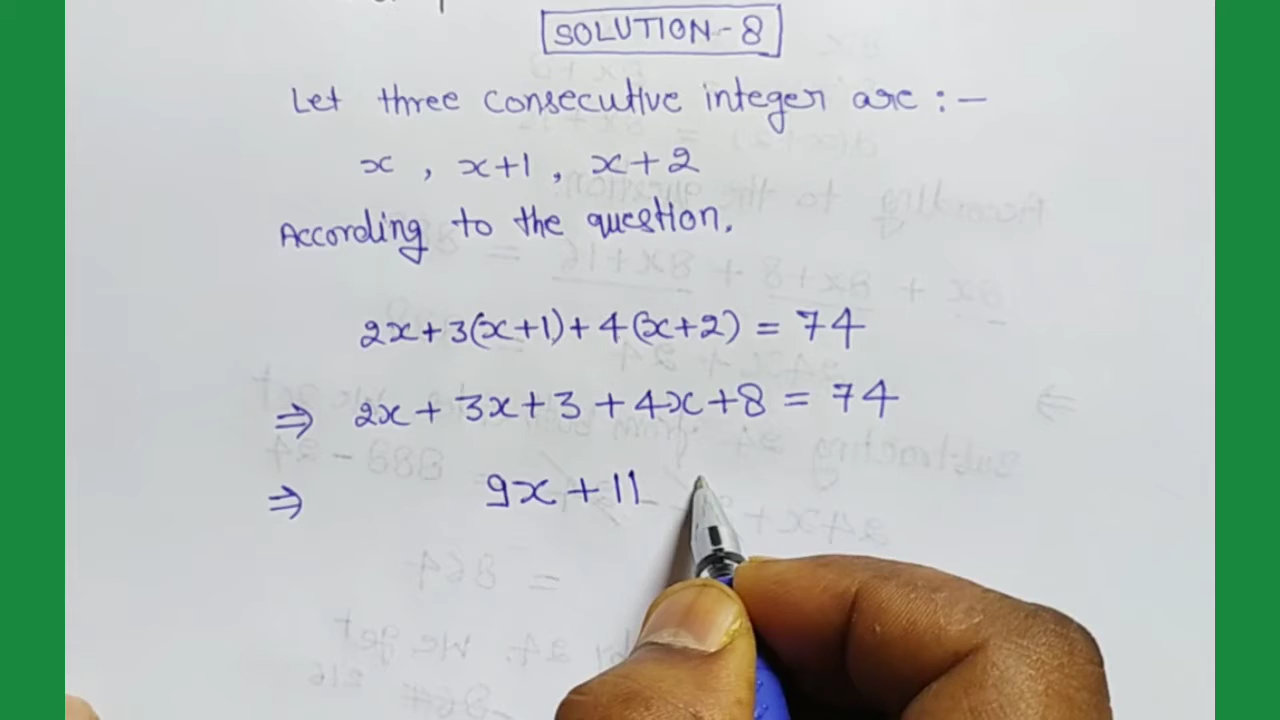 SOLUTION-8
Let three consecutive integer are :-
x , x+1 , x+2
According to the question,
2x+3(x+1)+4(x+2) = 74
⇒ 2x+3x+3+4x+8 = 74
⇒ 9x+11